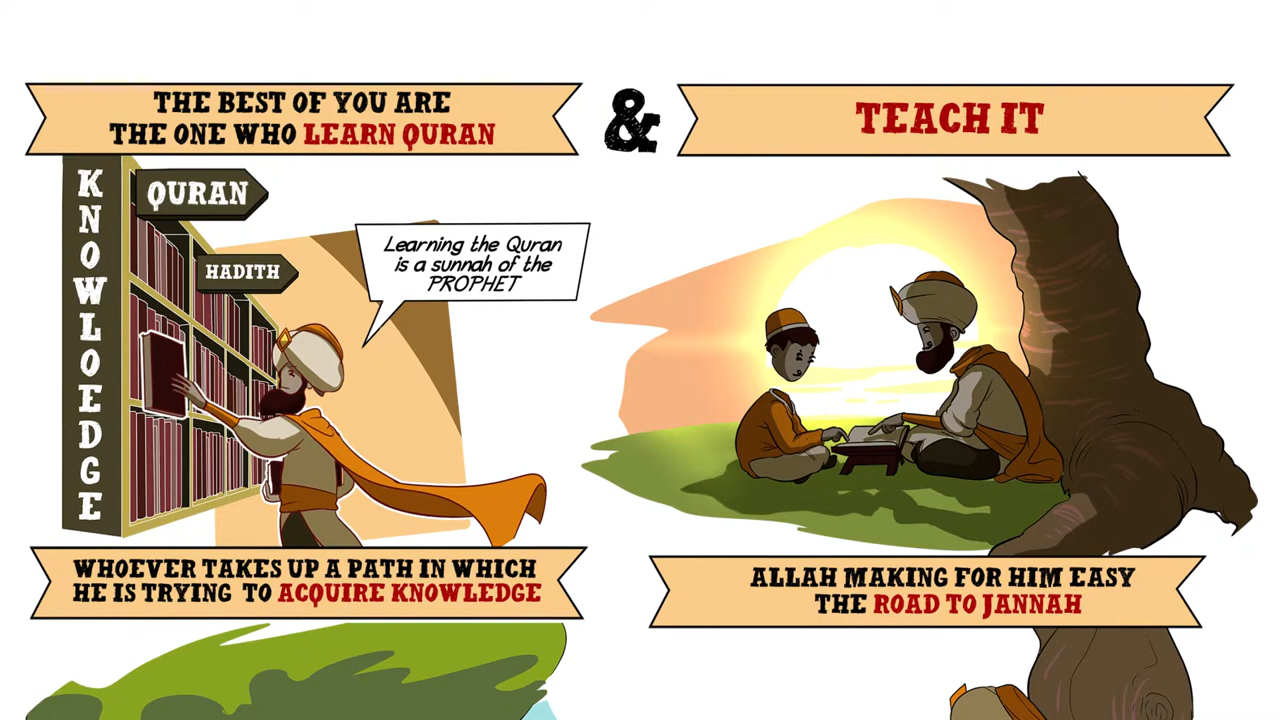 THE BEST OF YOU ARE
THE ONE WHO LEARN QURAN
&
TEACH IT
KNOWLEDGE
QURAN
HADITH
Learning the Quran
is a sunnah of the
PROPHET
WHOEVER TAKES UP A PATH IN WHICH
HE IS TRYING TO ACQUIRE KNOWLEDGE
ALLAH MAKING FOR HIM EASY
THE ROAD TO JANNAH